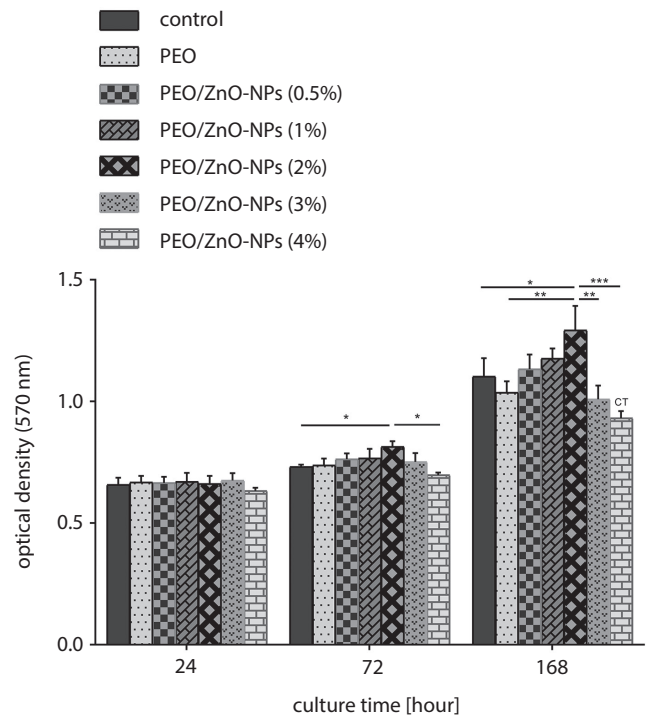 control
PEO
PEO/ZnO-NPs (0.5%)
PEO/ZnO-NPs (1%)
PEO/ZnO-NPs (2%)
PEO/ZnO-NPs (3%)
PEO/ZnO-NPs (4%)
optical density (570 nm)
1.5
1.0
0.5
0.0
* *
* ***
** **
CT
24 72 168
culture time [hour]